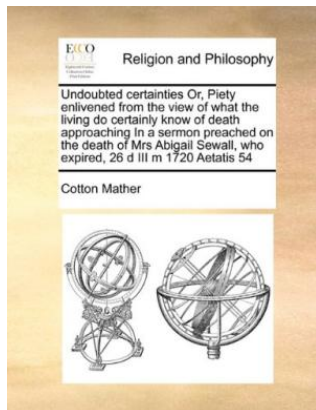 ECCO
Religion and Philosophy
Undoubted certainties Or, Piety
enlivened from the view of what the
living do certainly know of death
approaching In a sermon preached on
the death of Mrs Abigail Sewall, who
expired, 26 d III m 1720 Aetatis 54
Cotton Mather